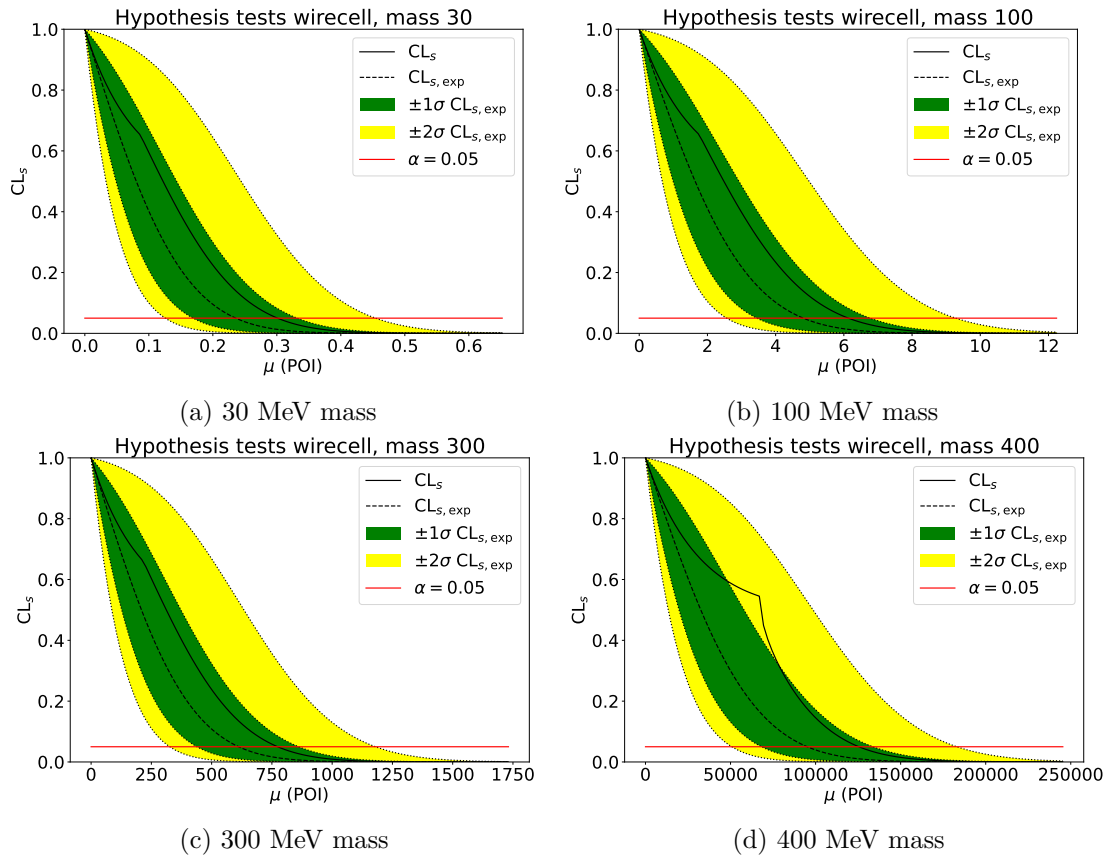 Hypothesis tests wirecell, mass 30
CLₛ
1.0
0.8
0.6
0.4
0.2
0.0
CLₛ
CLₛ,exp
±1σ CLₛ,exp
±2σ CLₛ,exp
α = 0.05
0.0 0.1 0.2 0.3 0.4 0.5 0.6
μ (POI)
(a) 30 MeV mass
Hypothesis tests wirecell, mass 100
CLₛ
1.0
0.8
0.6
0.4
0.2
0.0
CLₛ
CLₛ,exp
±1σ CLₛ,exp
±2σ CLₛ,exp
α = 0.05
0 2 4 6 8 10 12
μ (POI)
(b) 100 MeV mass
Hypothesis tests wirecell, mass 300
CLₛ
1.0
0.8
0.6
0.4
0.2
0.0
CLₛ
CLₛ,exp
±1σ CLₛ,exp
±2σ CLₛ,exp
α = 0.05
0 250 500 750 1000 1250 1500 1750
μ (POI)
(c) 300 MeV mass
Hypothesis tests wirecell, mass 400
CLₛ
1.0
0.8
0.6
0.4
0.2
0.0
CLₛ
CLₛ,exp
±1σ CLₛ,exp
±2σ CLₛ,exp
α = 0.05
0 50000 100000 150000 200000 250000
μ (POI)
(d) 400 MeV mass